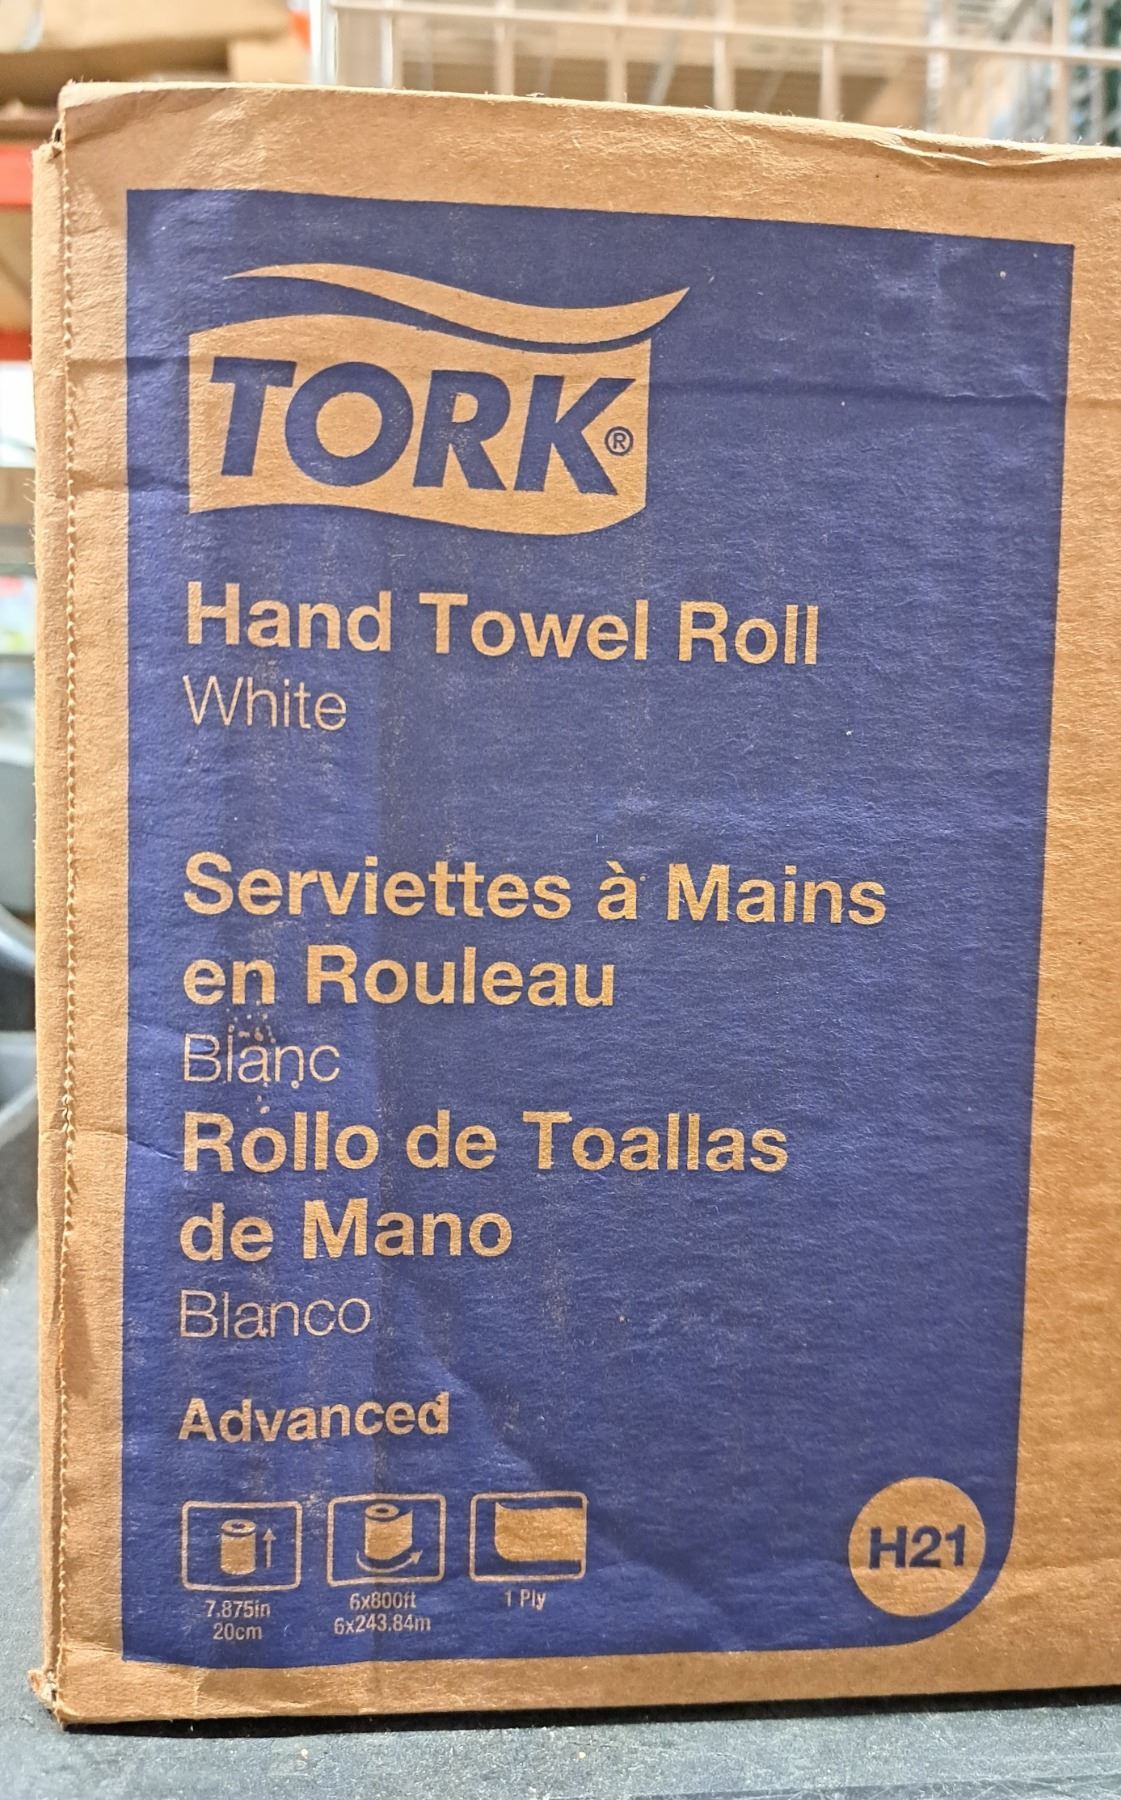 TORK®
Hand Towel Roll
White
Serviettes à Mains
en Rouleau
Blanc
Rollo de Toallas
de Mano
Blanco
Advanced
7.875in
20cm
6x800ft
6x243.84m
1 Ply
H21